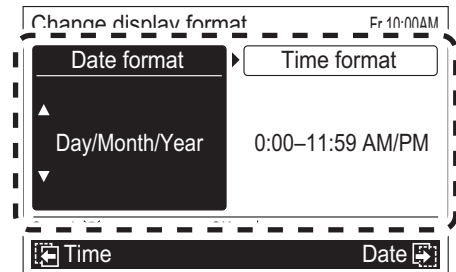 Change display format Fr 10:00AM
Date format Time format
Day/Month/Year 0:00–11:59 AM/PM
Time Date